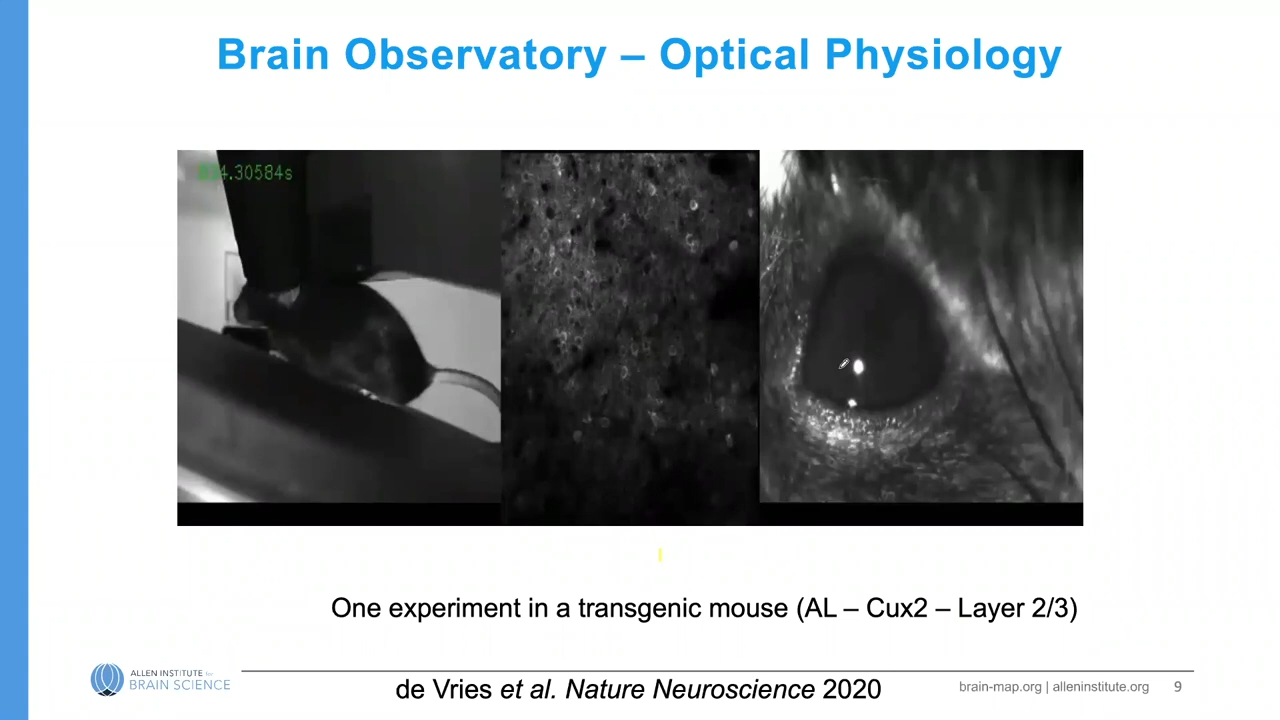 Brain Observatory – Optical Physiology
One experiment in a transgenic mouse (AL – Cux2 – Layer 2/3)
ALLEN INSTITUTE for
BRAIN SCIENCE
de Vries et al. Nature Neuroscience 2020
brain-map.org | alleninstitute.org 9